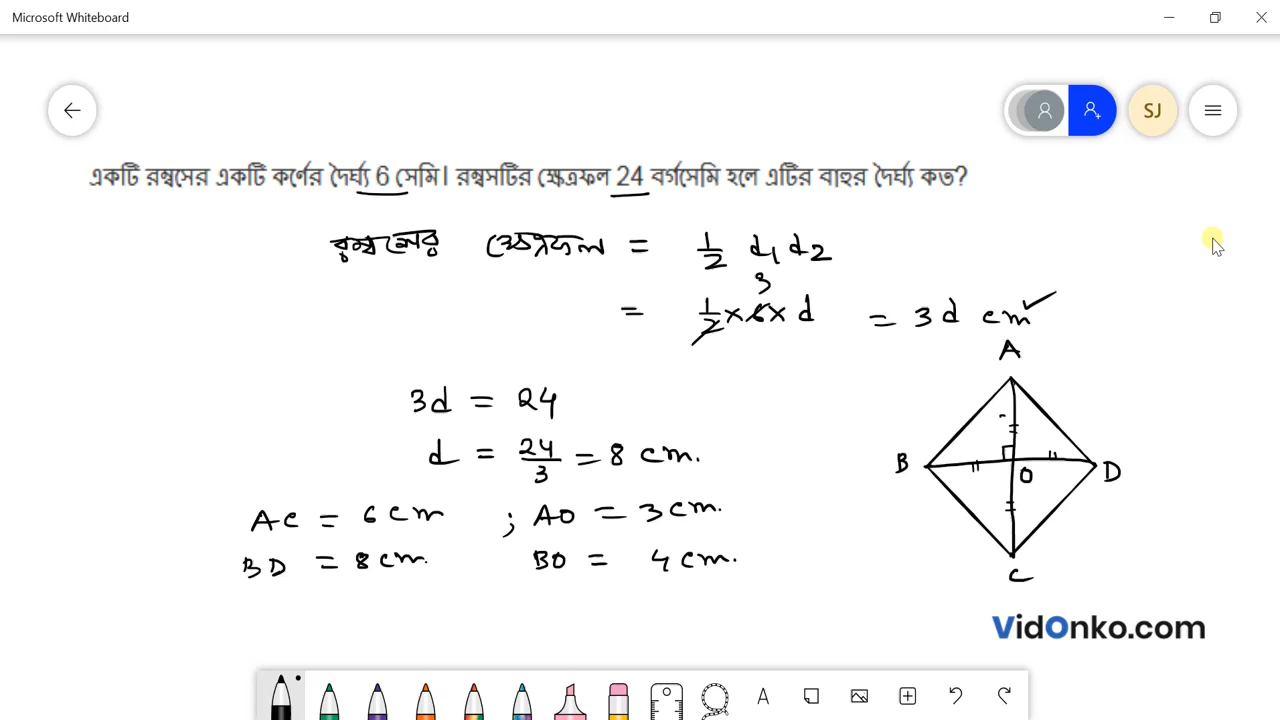 Microsoft Whiteboard
SJ
একটি রম্বসের একটি কর্ণের দৈর্ঘ্য 6 সেমি। রম্বসটির ক্ষেত্রফল 24 বর্গসেমি হলে এটির বাহুর দৈর্ঘ্য কত?
রম্বসের ক্ষেত্রফল = 1/2 d1 d2
3
= 1/2 × 6 × d = 3d cm
3d = 24
d = 24/3 = 8 cm.
AC = 6 cm ; AO = 3 cm.
BD = 8 cm. BO = 4 cm.
A
B
O
D
C
VidOnko.com
A